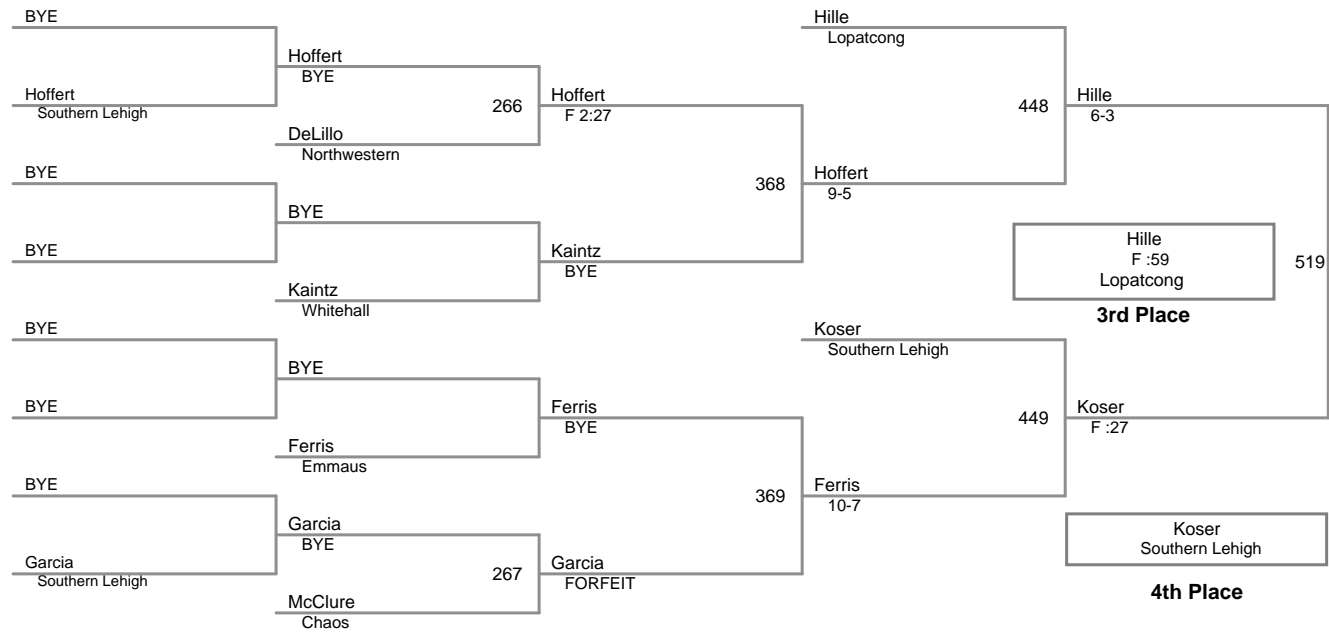 BYE
Hille
Lopatcong
Hoffert
BYE
Hoffert
Southern Lehigh
266
Hoffert
F 2:27
448
Hille
6-3
DeLillo
Northwestern
BYE
368
Hoffert
9-5
BYE
BYE
Kaintz
BYE
Hille
F :59
Lopatcong
519
Kaintz
Whitehall
3rd Place
BYE
Koser
Southern Lehigh
BYE
BYE
Ferris
BYE
449
Koser
F :27
Ferris
Emmaus
BYE
369
Ferris
10-7
Garcia
BYE
Koser
Southern Lehigh
Garcia
Southern Lehigh
267
Garcia
FORFEIT
McClure
Chaos
4th Place